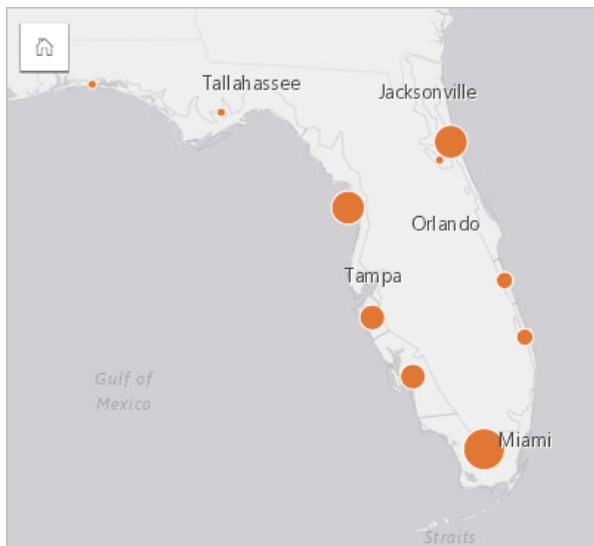 Tallahassee
Jacksonville
Orlando
Tampa
Gulf of
Mexico
Miami
Straits